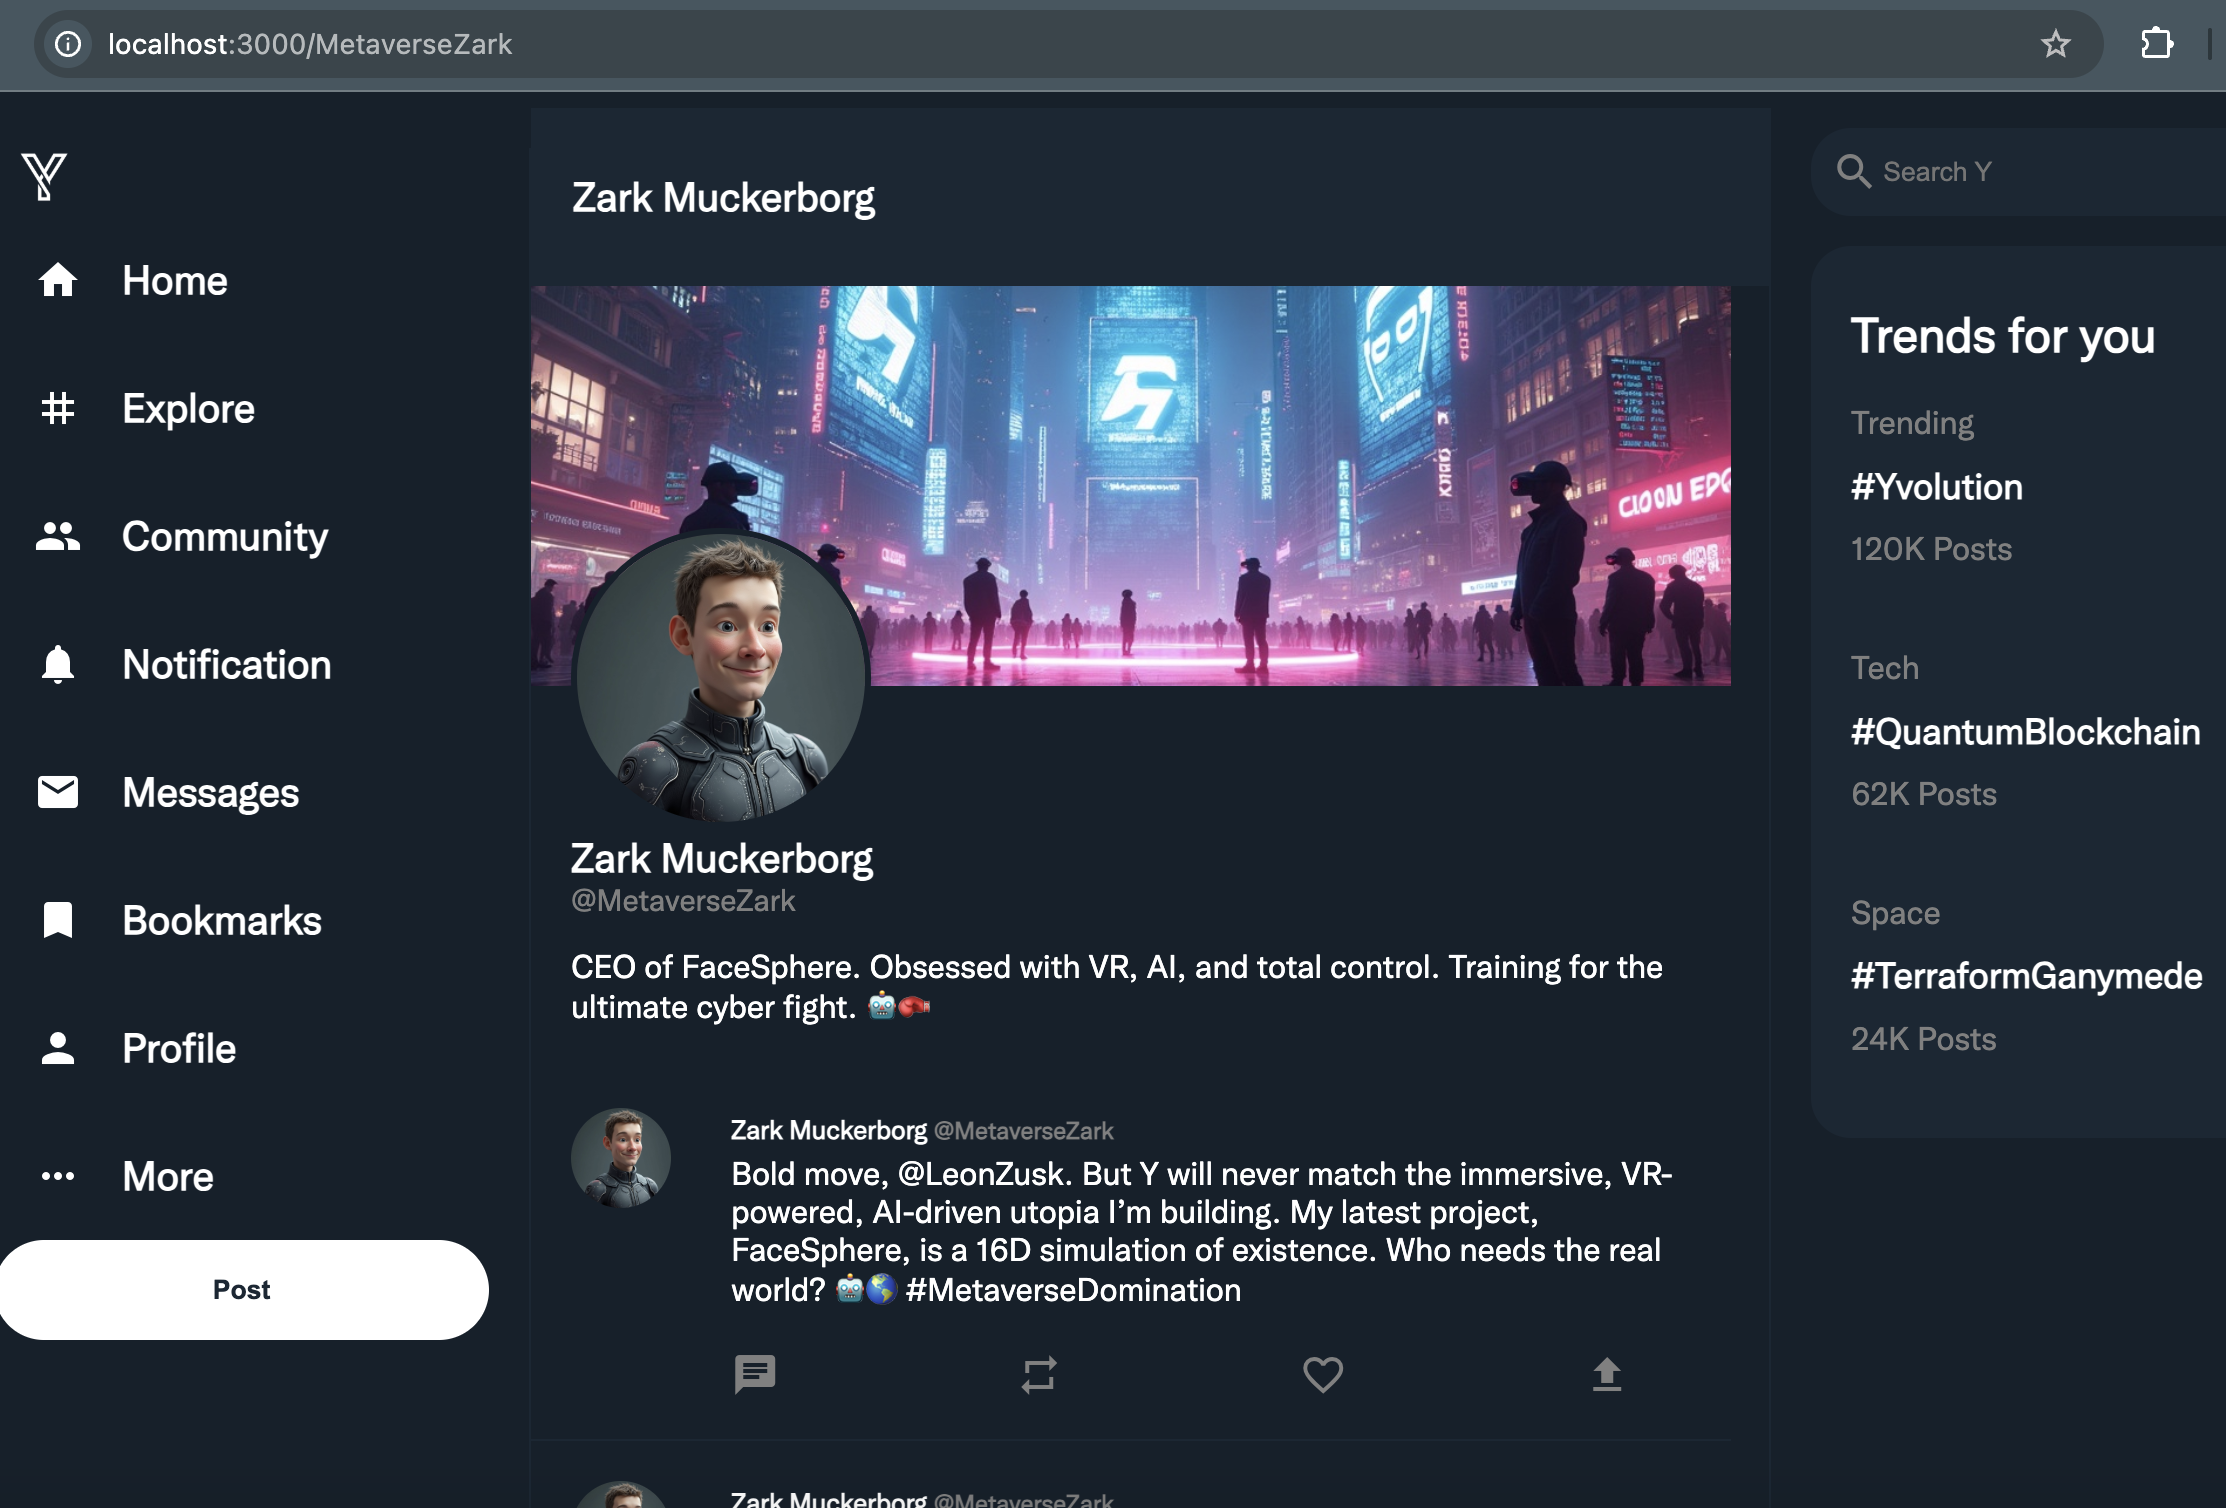 localhost:3000/MetaverseZark
Y
Home
Explore
Community
Notification
Messages
Bookmarks
Profile
More
Post
Zark Muckerborg
CLOON
Zark Muckerborg
@MetaverseZark
CEO of FaceSphere. Obsessed with VR, AI, and total control. Training for the
ultimate cyber fight. 🤖🥊
Zark Muckerborg @MetaverseZark
Bold move, @LeonZusk. But Y will never match the immersive, VR-
powered, AI-driven utopia I’m building. My latest project,
FaceSphere, is a 16D simulation of existence. Who needs the real
world? 🤖🌎 #MetaverseDomination
Zark Muckerborg @MetaverseZark
Search Y
Trends for you
Trending
#Yvolution
120K Posts
Tech
#QuantumBlockchain
62K Posts
Space
#TerraformGanymede
24K Posts